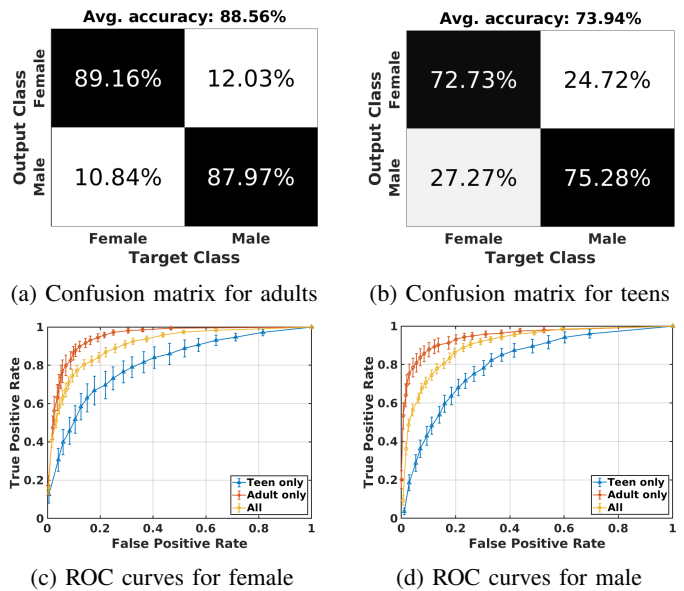 Avg. accuracy: 88.56%
Output Class
Female
Male
89.16%
12.03%
10.84%
87.97%
Female
Male
Target Class
(a) Confusion matrix for adults
Avg. accuracy: 73.94%
Output Class
Female
Male
72.73%
24.72%
27.27%
75.28%
Female
Male
Target Class
(b) Confusion matrix for teens
True Positive Rate
1
0.8
0.6
0.4
0.2
0
Teen only
Adult only
All
0
0.2
0.4
0.6
0.8
1
False Positive Rate
(c) ROC curves for female
True Positive Rate
1
0.8
0.6
0.4
0.2
0
Teen only
Adult only
All
0
0.2
0.4
0.6
0.8
1
False Positive Rate
(d) ROC curves for male